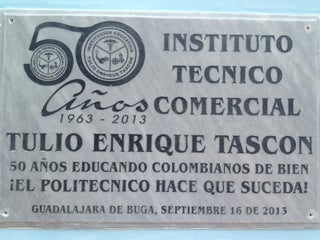 50 INSTITUTO
TECNICO
Años COMERCIAL
1963 - 2013
TULIO ENRIQUE TASCON
50 AÑOS EDUCANDO COLOMBIANOS DE BIEN
¡EL POLITECNICO HACE QUE SUCEDA!
GUADALAJARA DE BUGA, SEPTIEMBRE 16 DE 2013